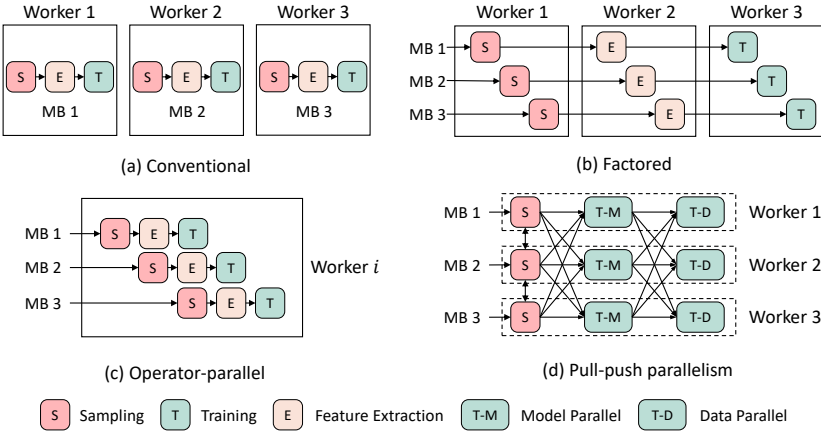 Worker 1 Worker 2 Worker 3
S E T S E T S E T
MB 1 MB 2 MB 3
(a) Conventional
Worker 1 Worker 2 Worker 3
MB 1 S E T
MB 2 S E T
MB 3 S E T
(b) Factored
MB 1 S E T
MB 2 S E T
MB 3 S E T
Worker i
(c) Operator-parallel
MB 1 S T-M T-D Worker 1
MB 2 S T-M T-D Worker 2
MB 3 S T-M T-D Worker 3
(d) Pull-push parallelism
S Sampling T Training E Feature Extraction T-M Model Parallel T-D Data Parallel